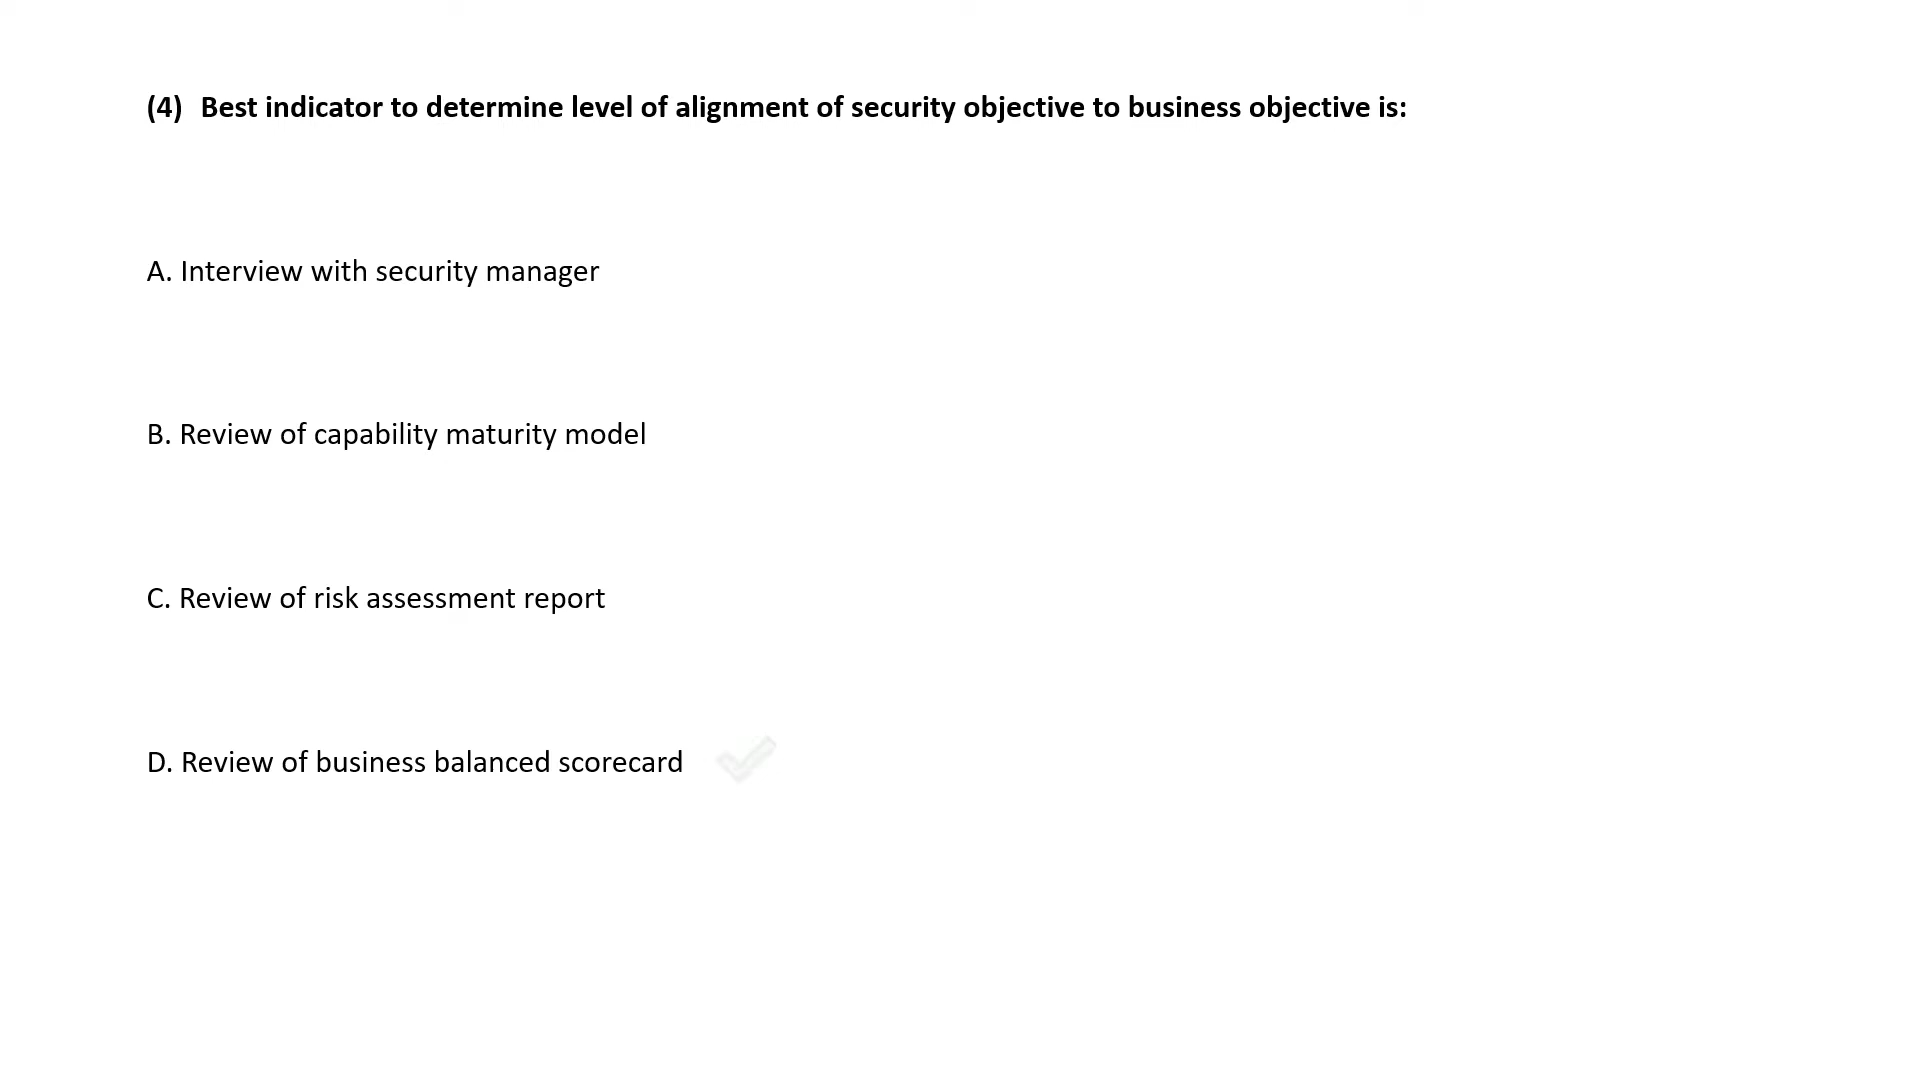 (4) Best indicator to determine level of alignment of security objective to business objective is:
A. Interview with security manager
B. Review of capability maturity model
C. Review of risk assessment report
D. Review of business balanced scorecard